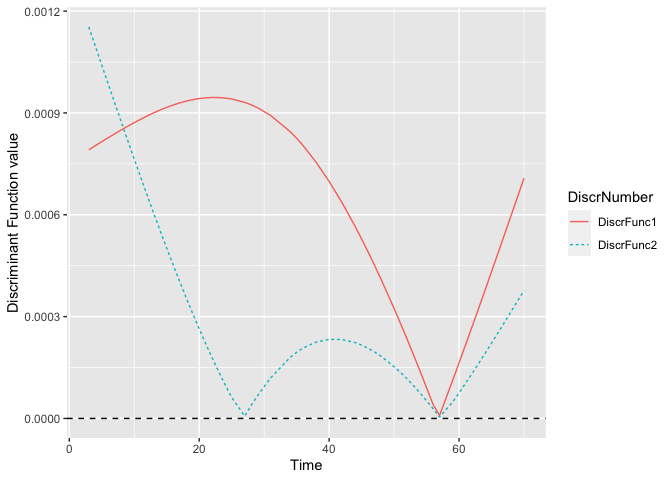 0.0012
0.0009
0.0006
0.0003
0.0000
Discriminant Function value
0 20 40 60
Time
DiscrNumber
DiscrFunc1
DiscrFunc2